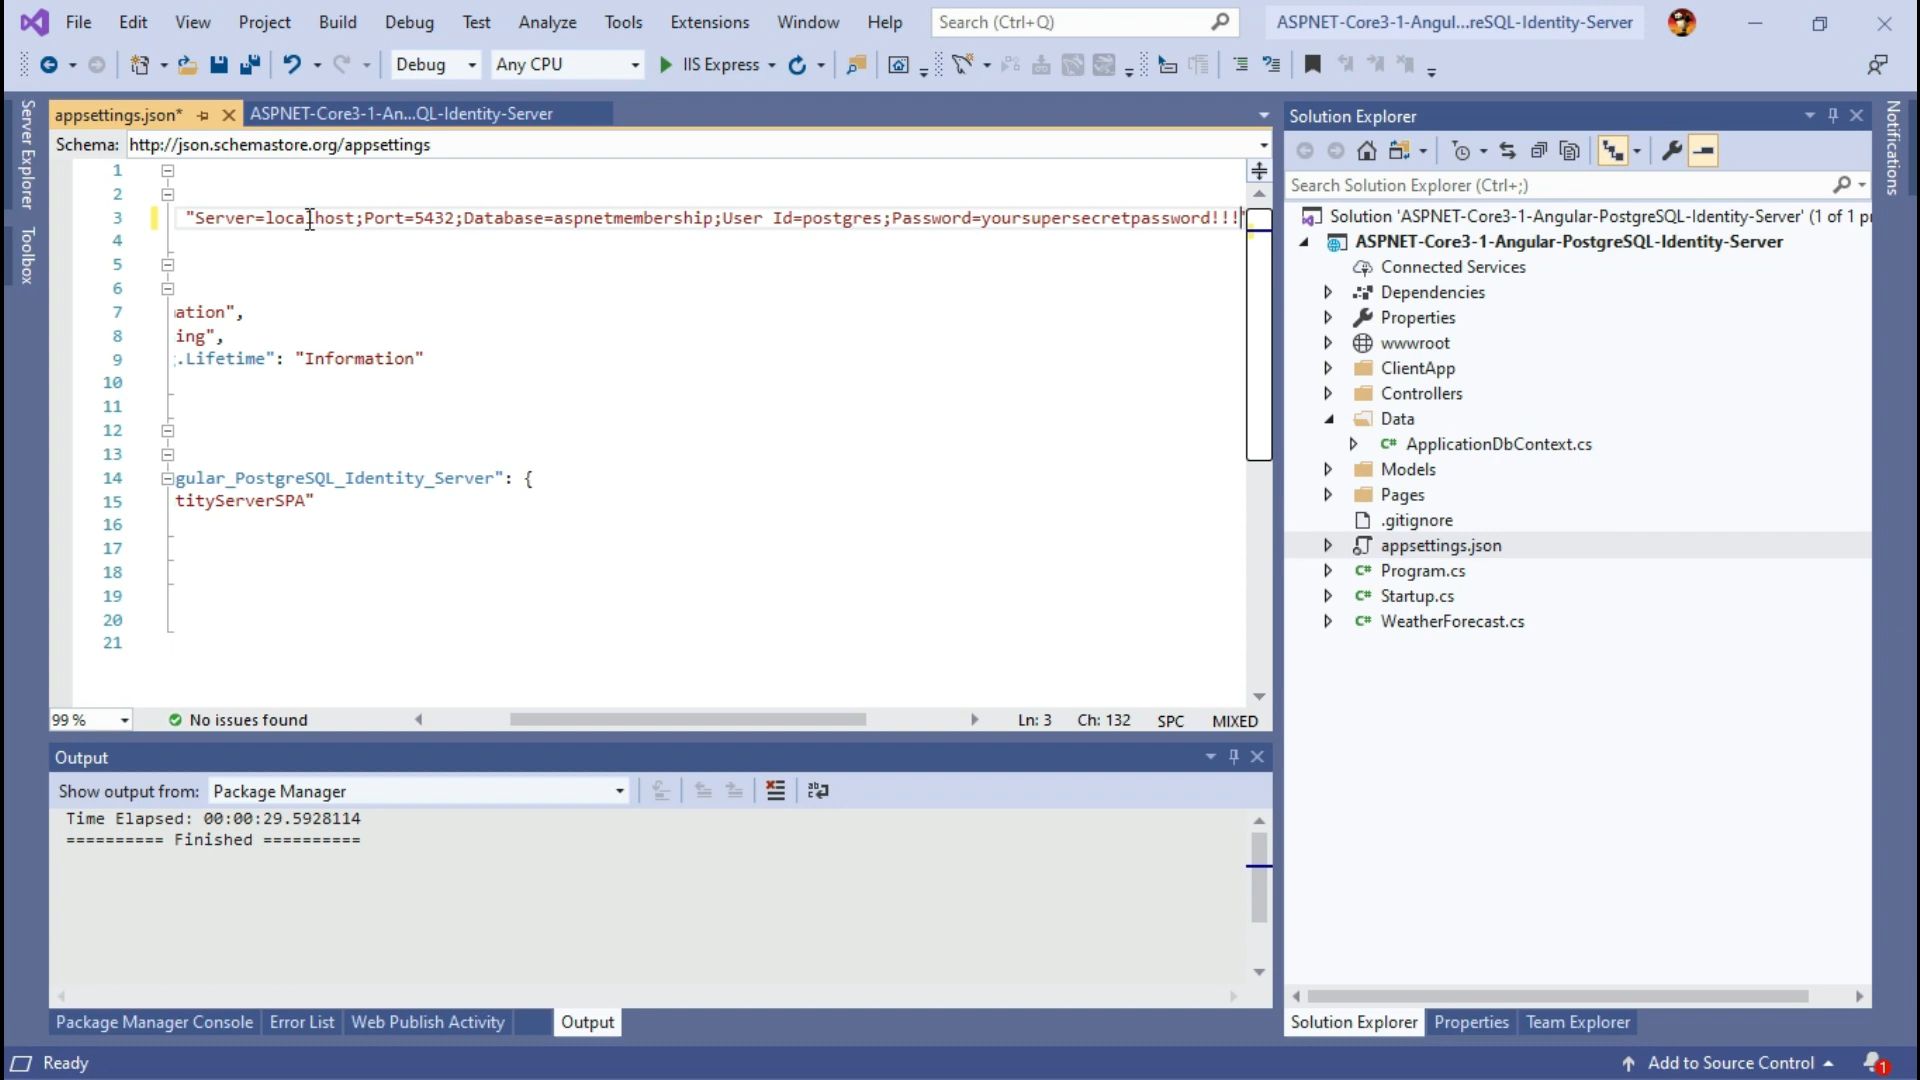 File Edit View Project Build Debug Test Analyze Tools Extensions Window Help Search (Ctrl+Q) ASPNET-Core3-1-Angul...reSQL-Identity-Server
Debug Any CPU IIS Express
Server Explorer
Toolbox
appsettings.json* ASPNET-Core3-1-An...QL-Identity-Server
Schema: http://json.schemastore.org/appsettings
1
2
3 "Server=localhost;Port=5432;Database=aspnetmembership;User Id=postgres;Password=yoursupersecretpassword!!!"
4
5
6
7 ation",
8 ing",
9 .Lifetime": "Information"
10
11
12
13
14 gular_PostgreSQL_Identity_Server": {
15 tityServerSPA"
16
17
18
19
20
21
99 % No issues found Ln: 3 Ch: 132 SPC MIXED
Output
Show output from: Package Manager
Time Elapsed: 00:00:29.5928114
========== Finished ==========
Package Manager Console Error List Web Publish Activity Output
Solution Explorer
Search Solution Explorer (Ctrl+;)
Solution 'ASPNET-Core3-1-Angular-PostgreSQL-Identity-Server' (1 of 1 pr
ASPNET-Core3-1-Angular-PostgreSQL-Identity-Server
Connected Services
Dependencies
Properties
wwwroot
ClientApp
Controllers
Data
C# ApplicationDbContext.cs
Models
Pages
.gitignore
appsettings.json
C# Program.cs
C# Startup.cs
C# WeatherForecast.cs
Solution Explorer Properties Team Explorer
Notifications
Ready Add to Source Control 1